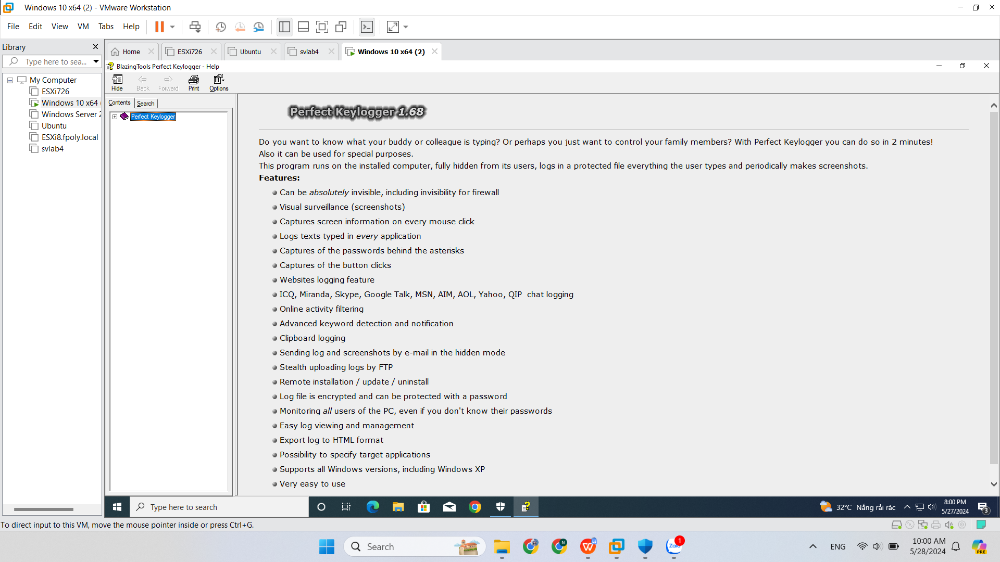 Windows 10 x64 (2) - VMware Workstation
File Edit View VM Tabs Help
Library
Type here to sea...
My Computer
ESXi726
Windows 10 x64
Windows Server 2
Ubuntu
ESXi8.fpoly.local
svlab4
Home ESXi726 Ubuntu svlab4 Windows 10 x64 (2)
BlazingTools Perfect Keylogger - Help
Hide Back Forward Print Options
Contents Search
Perfect Keylogger
Perfect Keylogger 1.68
Do you want to know what your buddy or colleague is typing? Or perhaps you just want to control your family members? With Perfect Keylogger you can do so in 2 minutes!
Also it can be used for special purposes.
This program runs on the installed computer, fully hidden from its users, logs in a protected file everything the user types and periodically makes screenshots.
Features:
Can be absolutely invisible, including invisibility for firewall
Visual surveillance (screenshots)
Captures screen information on every mouse click
Logs texts typed in every application
Captures of the passwords behind the asterisks
Captures of the button clicks
Websites logging feature
ICQ, Miranda, Skype, Google Talk, MSN, AIM, AOL, Yahoo, QIP chat logging
Online activity filtering
Advanced keyword detection and notification
Clipboard logging
Sending log and screenshots by e-mail in the hidden mode
Stealth uploading logs by FTP
Remote installation / update / uninstall
Log file is encrypted and can be protected with a password
Monitoring all users of the PC, even if you don't know their passwords
Easy log viewing and management
Export log to HTML format
Possibility to specify target applications
Supports all Windows versions, including Windows XP
Very easy to use
Type here to search
32°C Nắng rải rác
8:00 PM
5/27/2024
3
To direct input to this VM, move the mouse pointer inside or press Ctrl+G.
Search
N
W
Zalo
1
ENG
10:00 AM
5/28/2024
PRE